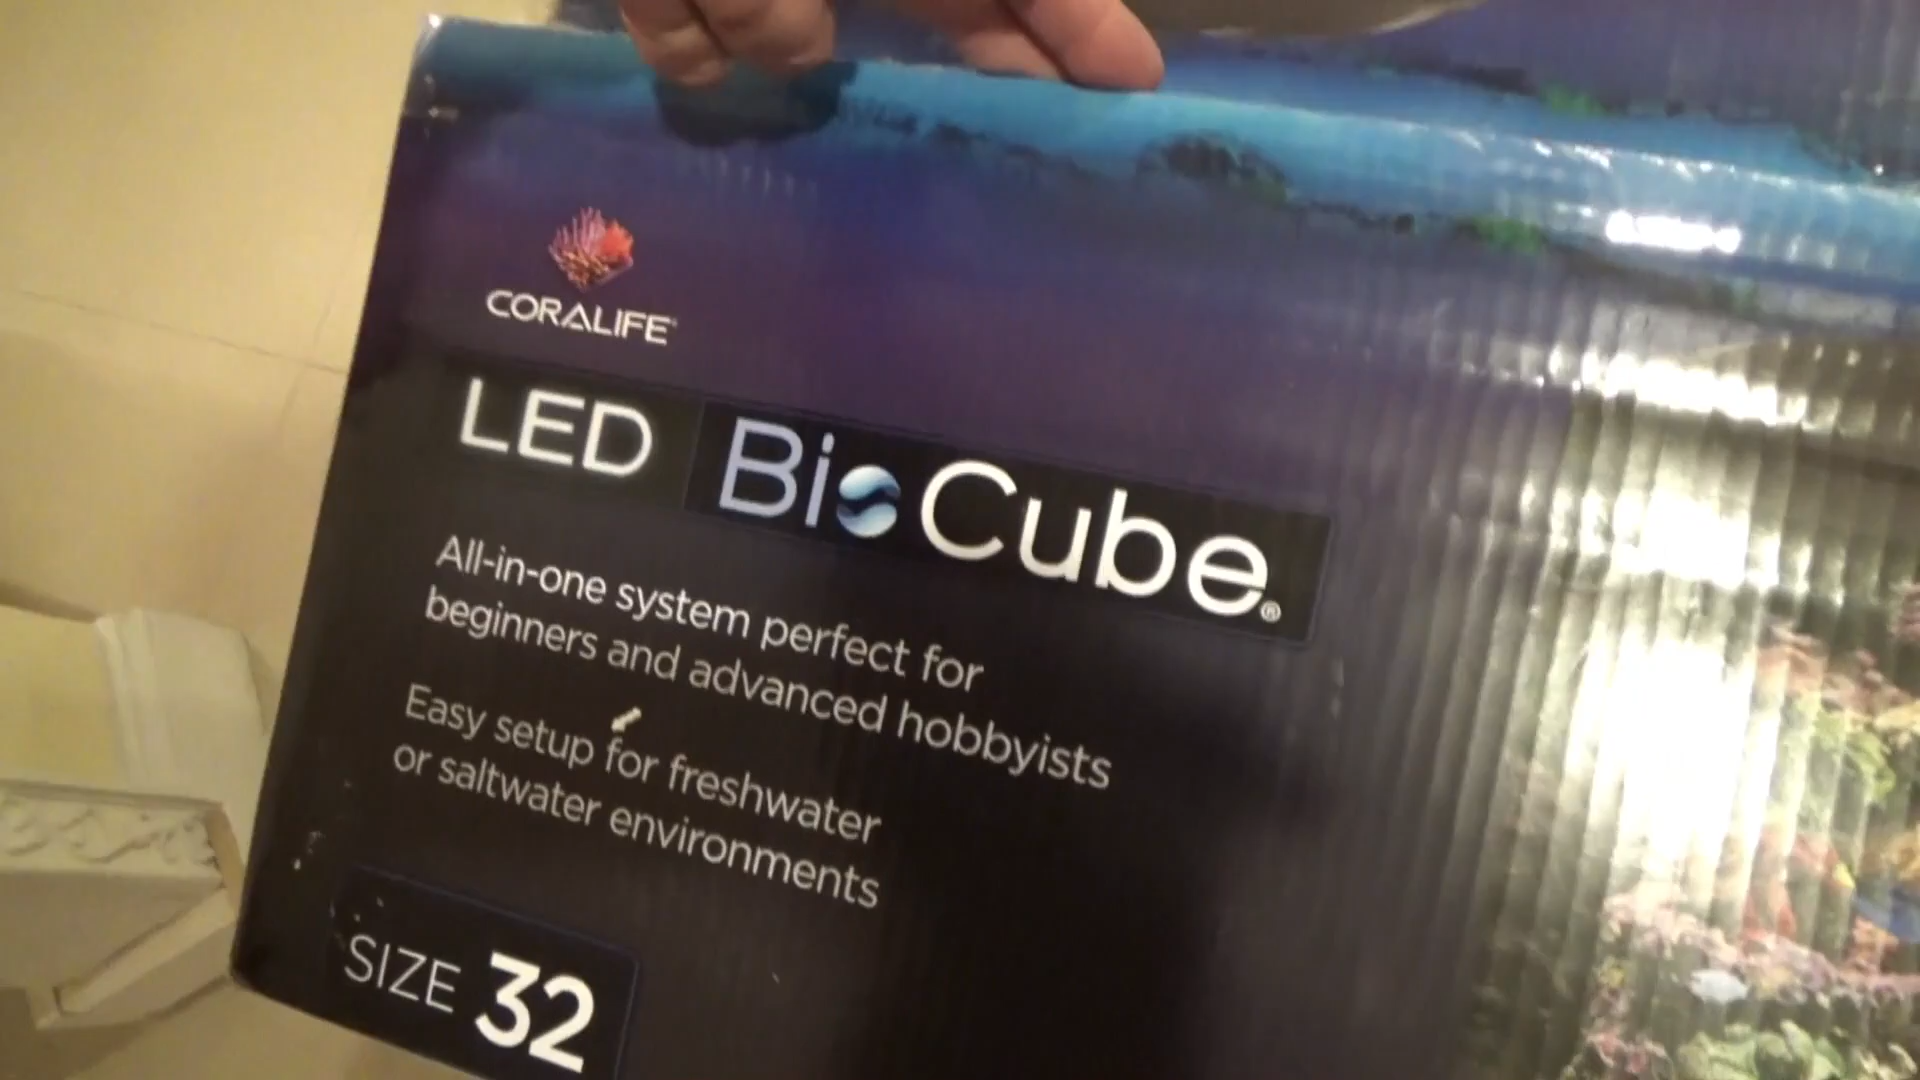 CORALIFE®
LED BioCube®
All-in-one system perfect for
beginners and advanced hobbyists
Easy setup for freshwater
or saltwater environments
SIZE 32